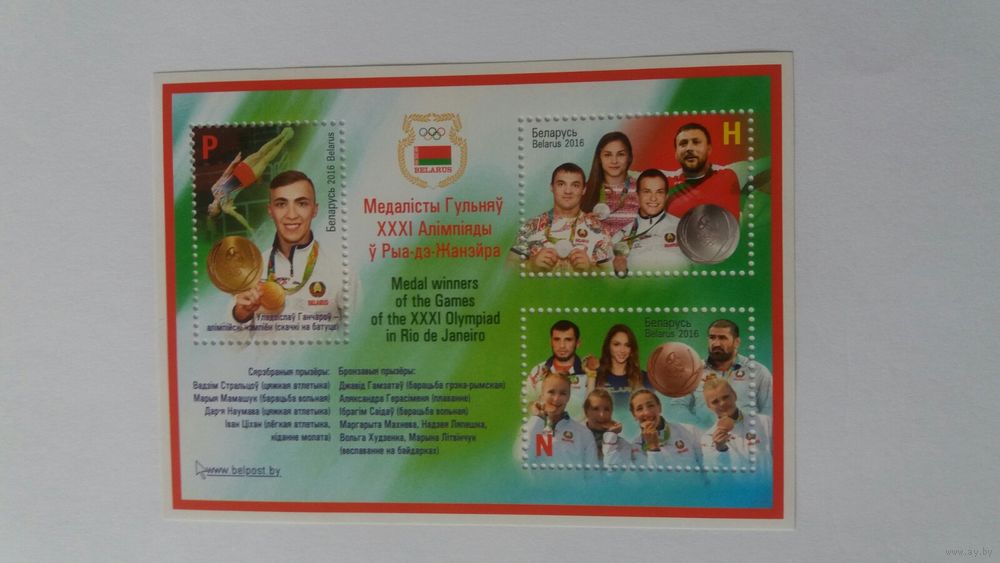 P
Беларусь 2016 Belarus
Уладзіслаў Ганчароў –
алімпійскі чэмпіён (скачкі на батуце)
BELARUS
Медалісты Гульняў
XXXI Алімпіяды
ў Рыа-дэ-Жанэйра
Medal winners
of the Games
of the XXXI Olympiad
in Rio de Janeiro
Беларусь
Belarus 2016
H
Беларусь
Belarus 2016
N
Сярэбраныя прызёры:
Вадзім Стральцоў (цяжкая атлетыка)
Марыя Мамашук (барацьба вольная)
Дар'я Навумава (цяжкая атлетыка)
Іван Ціхан (лёгкая атлетыка,
кіданне молата)
Бронзавыя прызёры:
Джавід Гамзатаў (барацьба грэка-рымская)
Аляксандра Герасіменя (плаванне)
Ібрагім Саідаў (барацьба вольная)
Маргарыта Махнева, Надзея Ляпешка,
Вольга Худзенка, Марына Літвінчук
(веславанне на байдарках)
www.belpost.by
www.ay.by